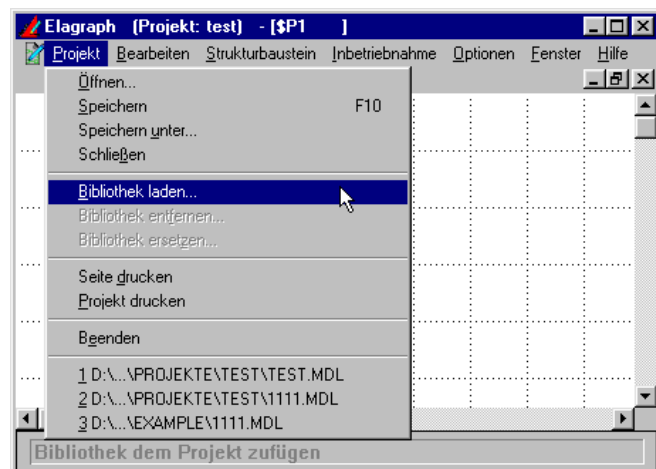 Elagraph (Projekt: test) - [$P1 ]
Projekt Bearbeiten Strukturbaustein Inbetriebnahme Optionen Fenster Hilfe
Öffnen...
Speichern F10
Speichern unter...
Schließen
Bibliothek laden...
Bibliothek entfernen...
Bibliothek ersetzen...
Seite drucken
Projekt drucken
Beenden
1 D:\...\PROJEKTE\TEST\TEST.MDL
2 D:\...\PROJEKTE\TEST\1111.MDL
3 D:\...\EXAMPLE\1111.MDL
Bibliothek dem Projekt zufügen